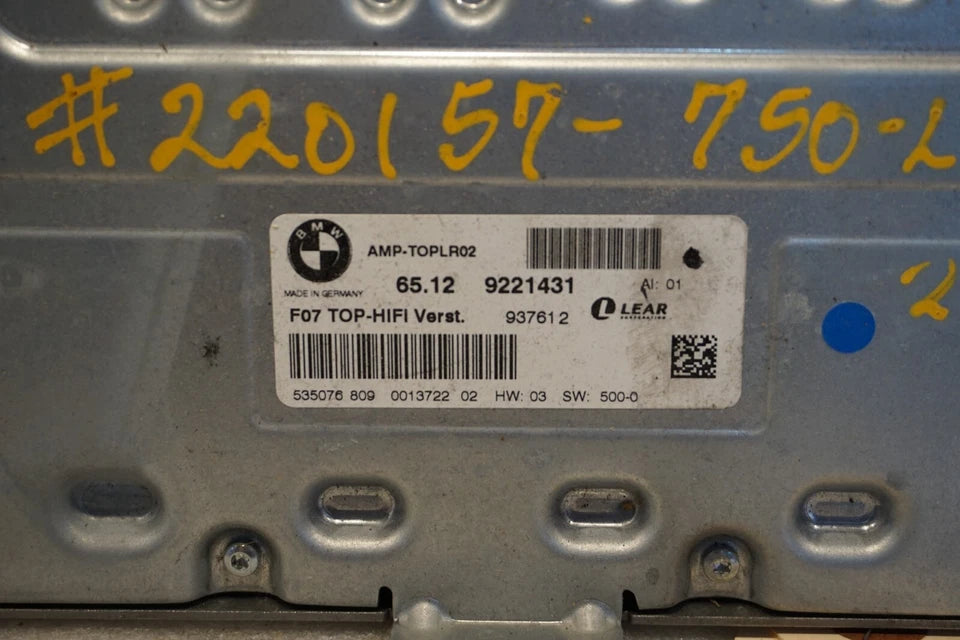 #220157-750-L
2
BMW
AMP-TOPLR02
MADE IN GERMANY
65.12 9221431 AI: 01
F07 TOP-HIFI Verst. 937612 LEAR
CORPORATION
535076 809 0013722 02 HW: 03 SW: 500-0